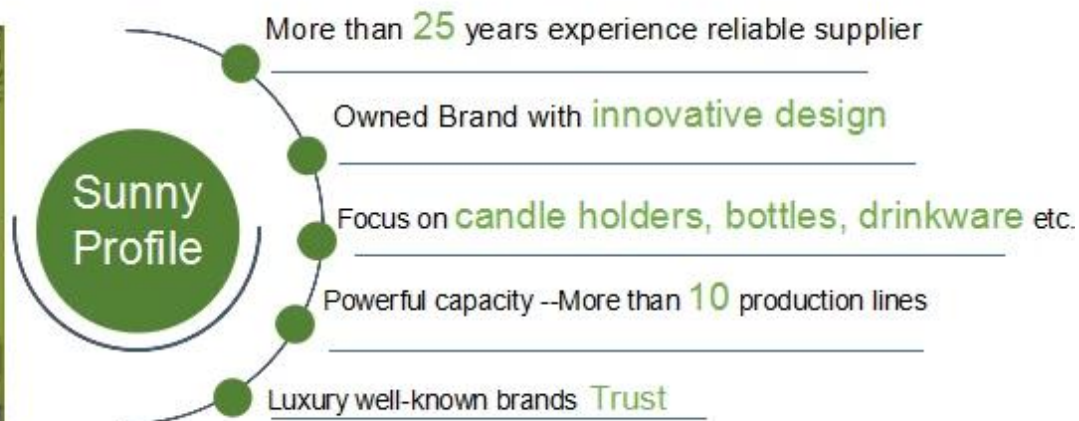 Sunny
Profile
More than 25 years experience reliable supplier
Owned Brand with innovative design
Focus on candle holders, bottles, drinkware etc.
Powerful capacity --More than 10 production lines
Luxury well-known brands Trust